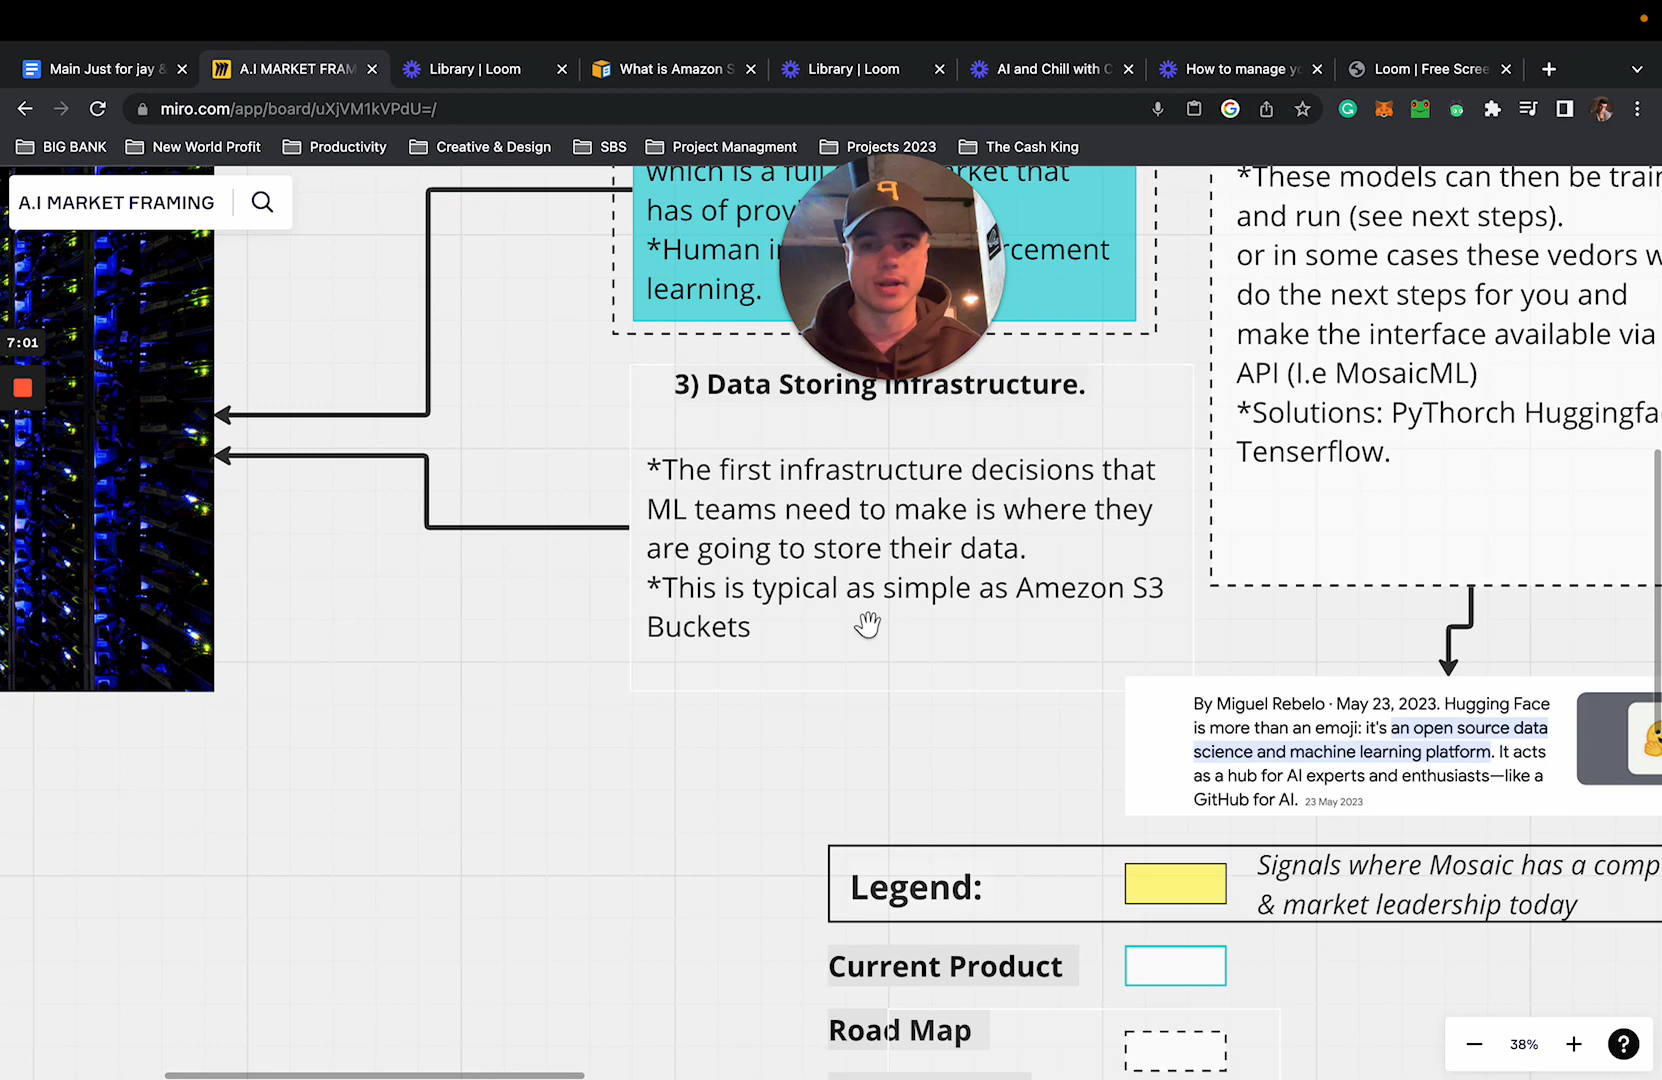 Main Just for jay &
A.I MARKET FRAM
Library | Loom
What is Amazon S
Library | Loom
AI and Chill with C
How to manage yo
Loom | Free Scree
miro.com/app/board/uXjVM1kVPdU=/
BIG BANK
New World Profit
Productivity
Creative & Design
SBS
Project Managment
Projects 2023
The Cash King
A.I MARKET FRAMING
7:01
which is a full
rket that
has of prov
*Human i
rcement
learning.
3) Data Storing Infrastructure.
*The first infrastructure decisions that
ML teams need to make is where they
are going to store their data.
*This is typical as simple as Amezon S3
Buckets
*These models can then be train
and run (see next steps).
or in some cases these vedors w
do the next steps for you and
make the interface available via
API (I.e MosaicML)
*Solutions: PyThorch Huggingfa
Tenserflow.
By Miguel Rebelo · May 23, 2023. Hugging Face
is more than an emoji: it's an open source data
science and machine learning platform. It acts
as a hub for AI experts and enthusiasts—like a
GitHub for AI. 23 May 2023
Legend:
Signals where Mosaic has a comp
& market leadership today
Current Product
Road Map
38%